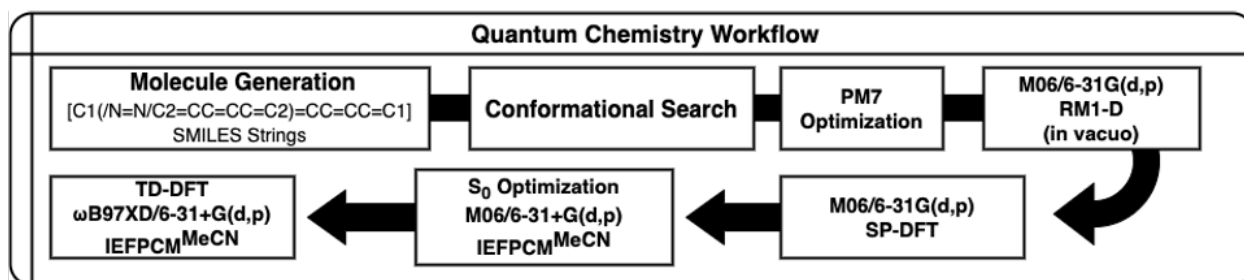 Quantum Chemistry Workflow
Molecule Generation
[C1(/N=N/C2=CC=CC=C2)=CC=CC=C1]
SMILES Strings
Conformational Search
PM7
Optimization
M06/6-31G(d,p)
RM1-D
(in vacuo)
M06/6-31G(d,p)
SP-DFT
S₀ Optimization
M06/6-31+G(d,p)
IEFPCMᴹᵉᶜᴺ
TD-DFT
ωB97XD/6-31+G(d,p)
IEFPCMᴹᵉᶜᴺ